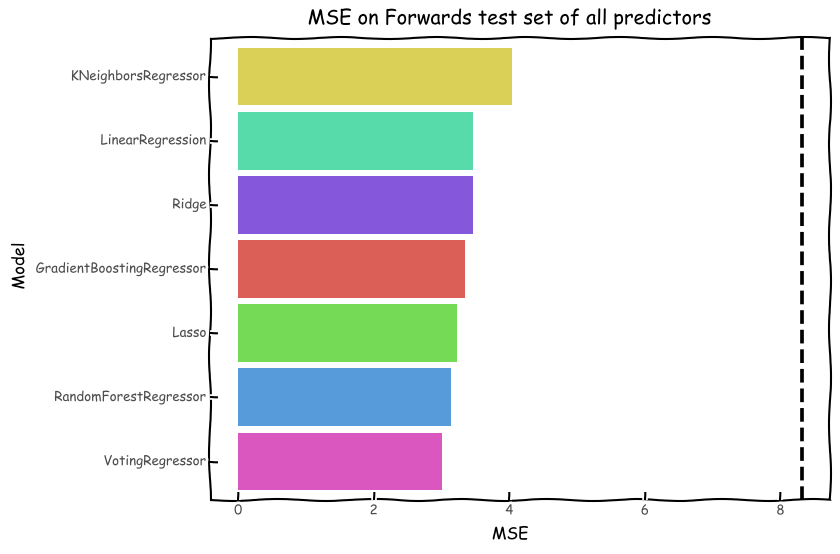 MSE on Forwards test set of all predictors
KNeighborsRegressor
LinearRegression
Ridge
GradientBoostingRegressor
Lasso
RandomForestRegressor
VotingRegressor
Model
0 2 4 6 8
MSE